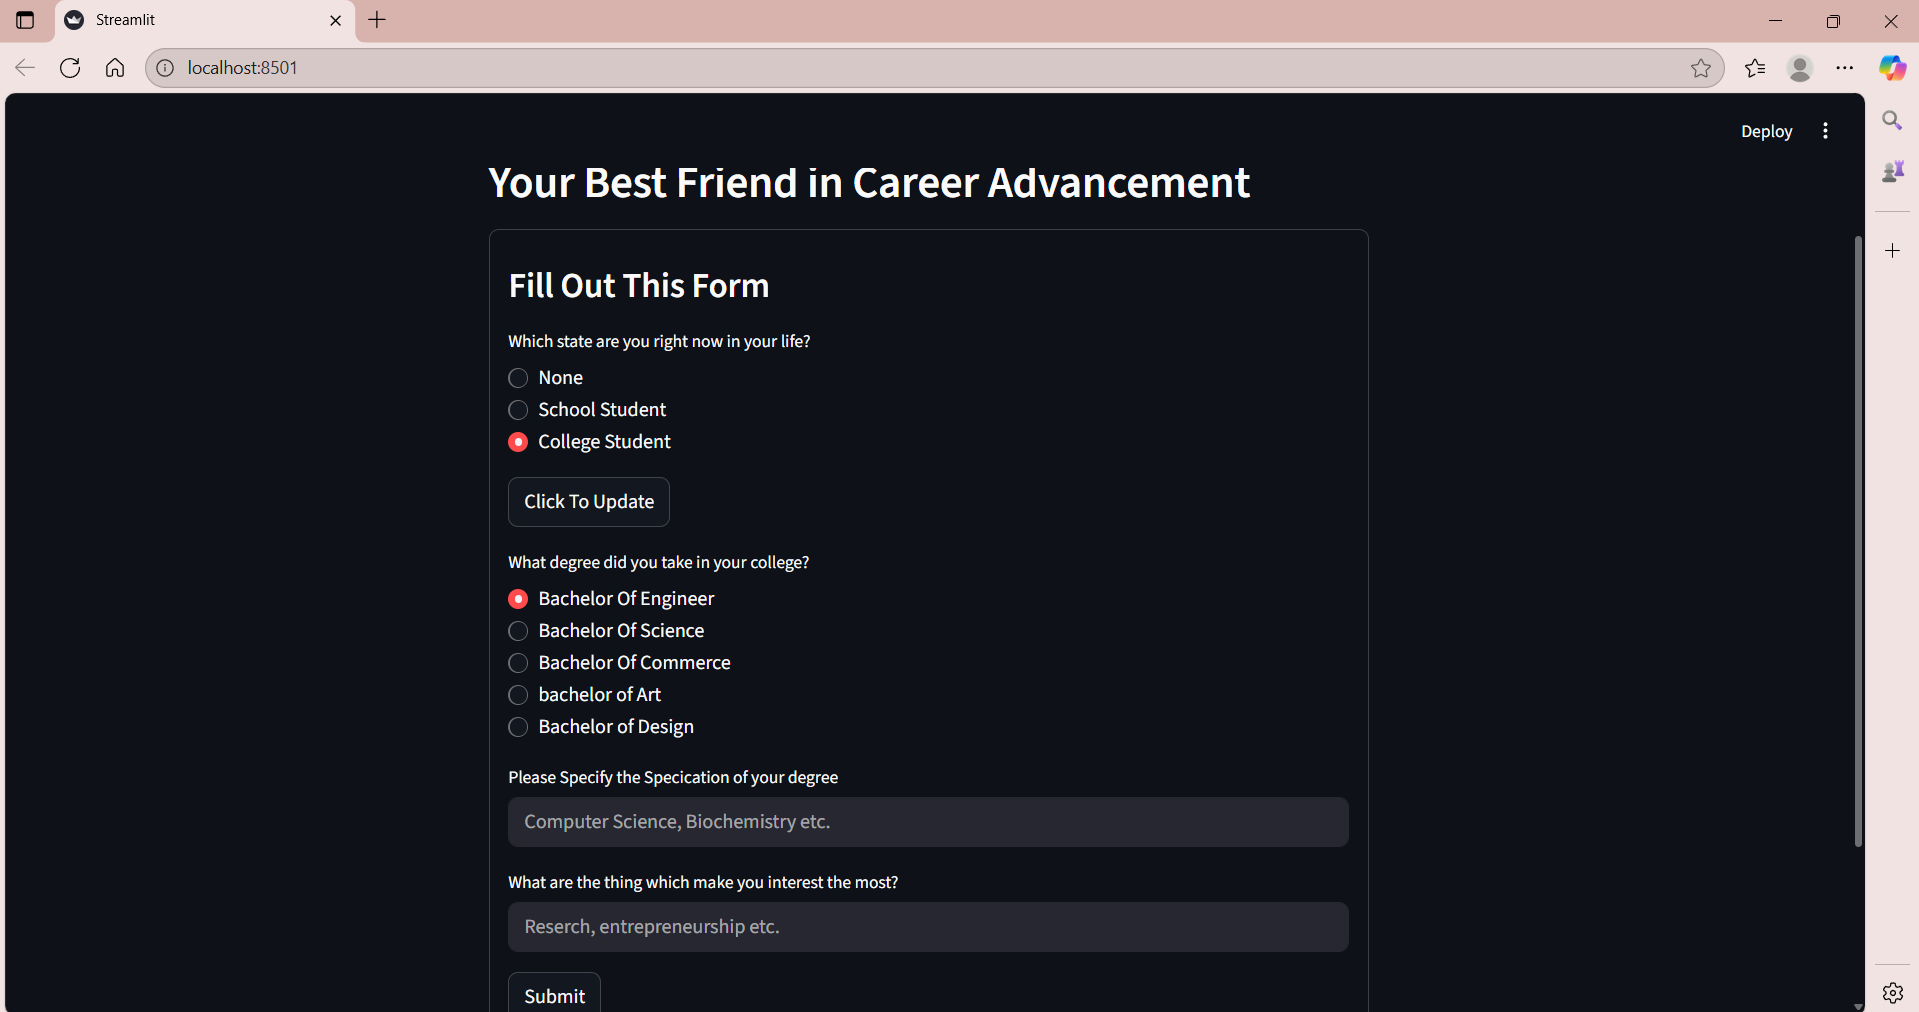 Streamlit
localhost:8501
Deploy
Your Best Friend in Career Advancement
Fill Out This Form
Which state are you right now in your life?
None
School Student
College Student
Click To Update
What degree did you take in your college?
Bachelor Of Engineer
Bachelor Of Science
Bachelor Of Commerce
bachelor of Art
Bachelor of Design
Please Specify the Specication of your degree
Computer Science, Biochemistry etc.
What are the thing which make you interest the most?
Reserch, entrepreneurship etc.
Submit